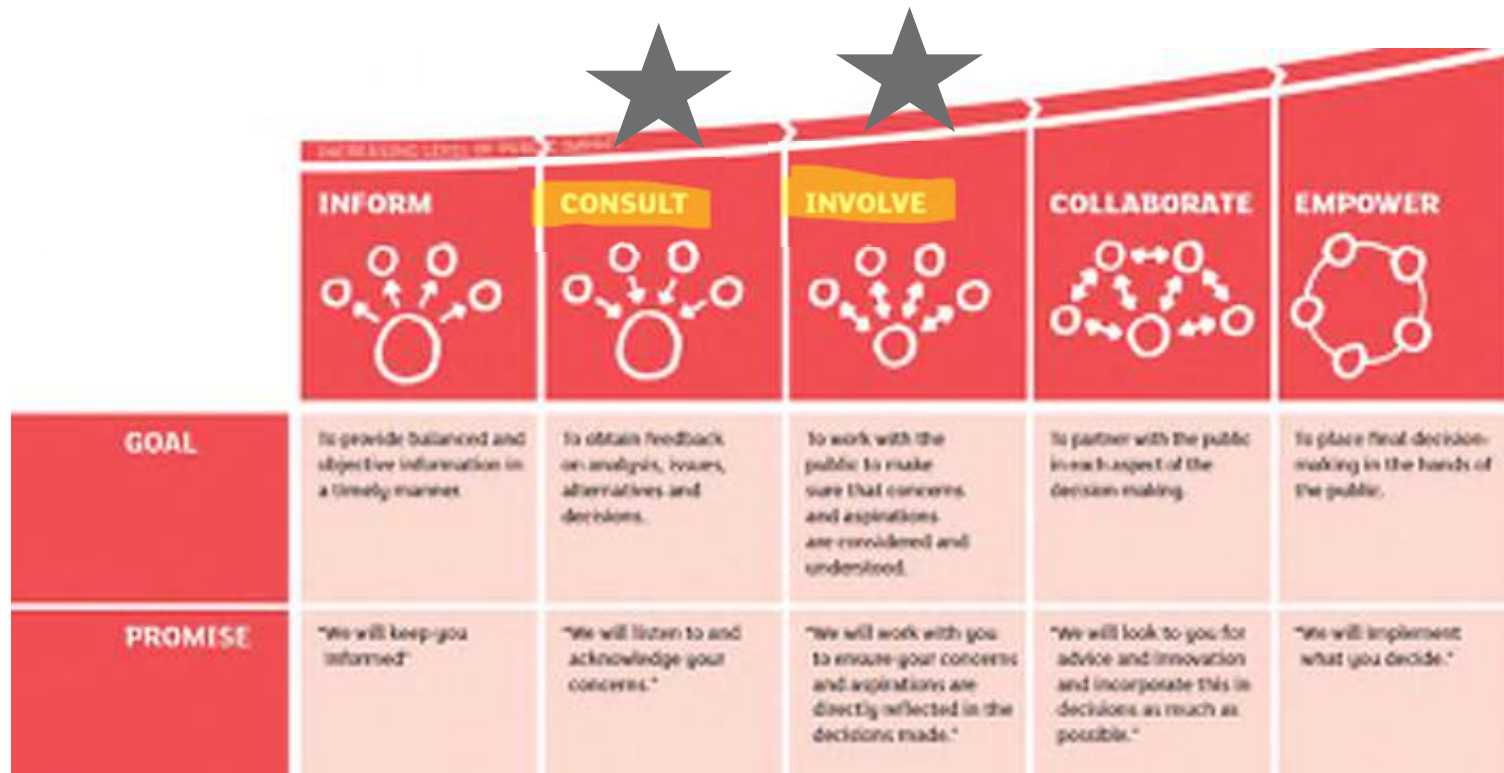 INCREASING LEVEL OF PUBLIC IMPACT
INFORM
CONSULT
INVOLVE
COLLABORATE
EMPOWER
GOAL
To provide balanced and
objective information in
a timely manner.
To obtain feedback
on analysis, issues,
alternatives and
decisions.
To work with the
public to make
sure that concerns
and aspirations
are considered and
understood.
To partner with the public
in each aspect of the
decision-making.
To place final decision-
making in the hands of
the public.
PROMISE
"We will keep you
informed"
"We will listen to and
acknowledge your
concerns."
"We will work with you
to ensure your concerns
and aspirations are
directly reflected in the
decisions made."
"We will look to you for
advice and innovation
and incorporate this in
decisions as much as
possible."
"We will implement
what you decide."